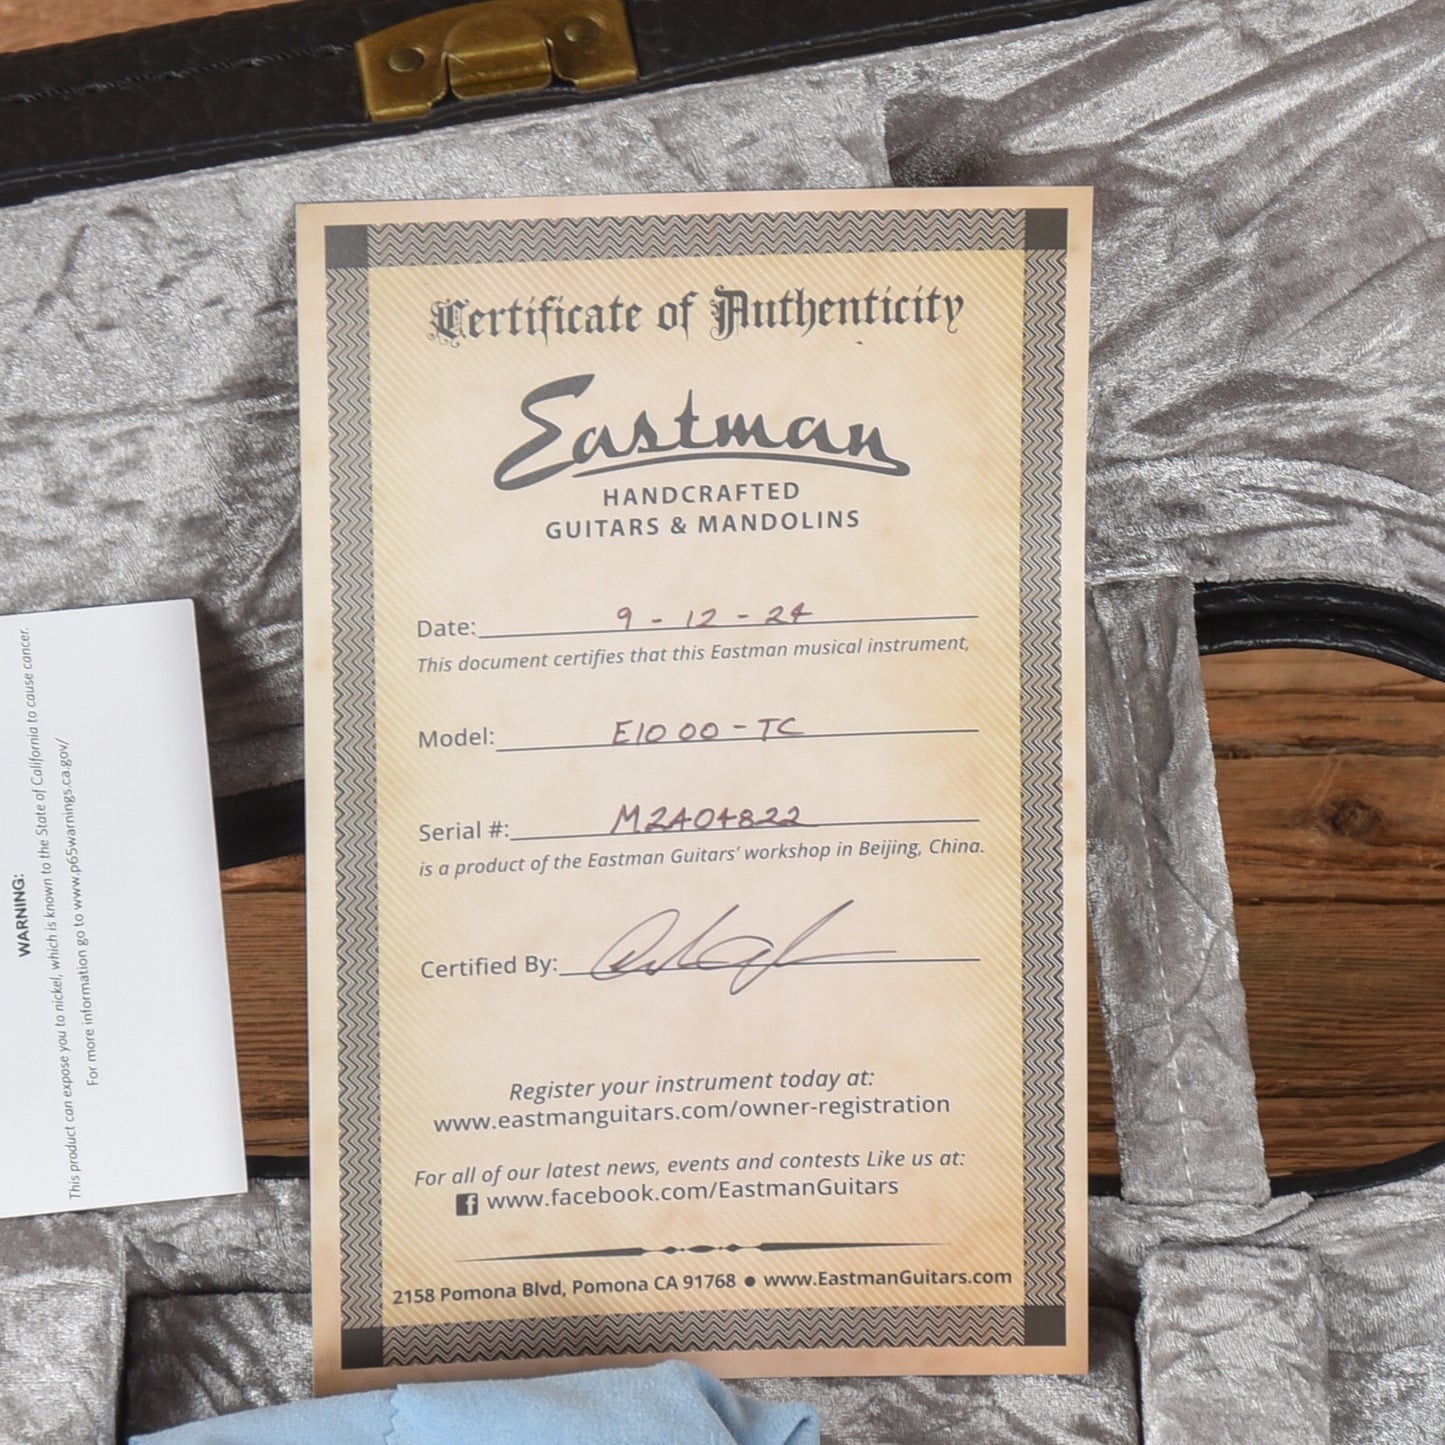 Certificate of Authenticity
Eastman
HANDCRAFTED
GUITARS & MANDOLINS
Date: 9 - 12 - 24
This document certifies that this Eastman musical instrument,
Model: E1000-TC
Serial #: M2404822
is a product of the Eastman Guitars' workshop in Beijing, China.
Certified By:
Register your instrument today at:
www.eastmanguitars.com/owner-registration
For all of our latest news, events and contests Like us at:
f www.facebook.com/EastmanGuitars
2158 Pomona Blvd, Pomona CA 91768 ● www.EastmanGuitars.com
WARNING:
This product can expose you to nickel, which is known to the State of California to cause cancer.
For more information go to www.p65warnings.ca.gov/